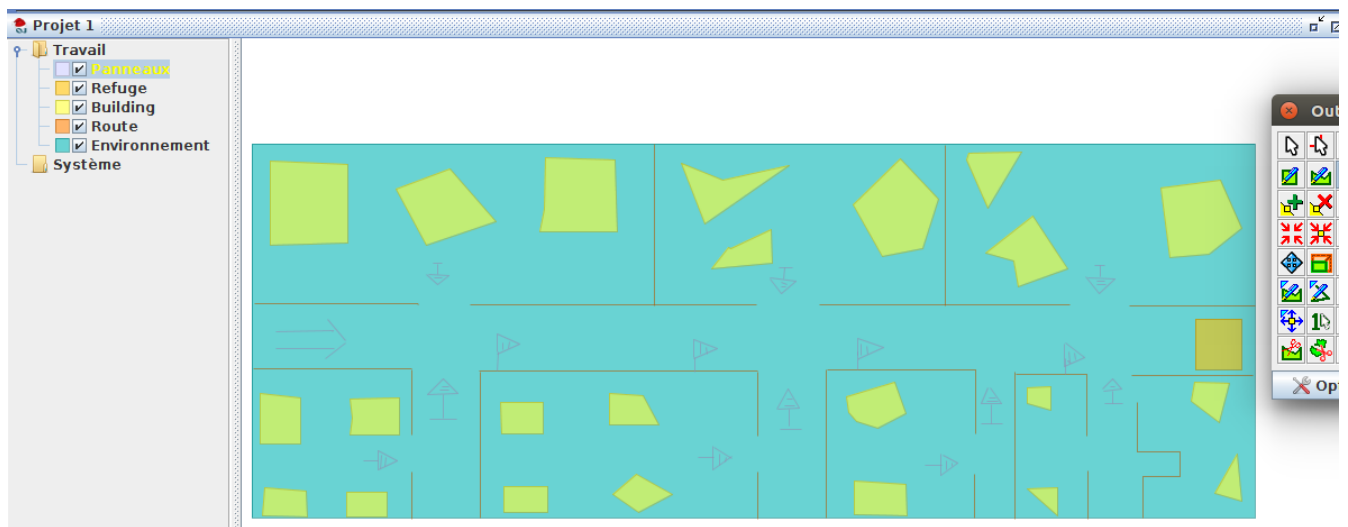 Projet 1
Travail
Panneaux
Refuge
Building
Route
Environnement
Système
Out
Opt